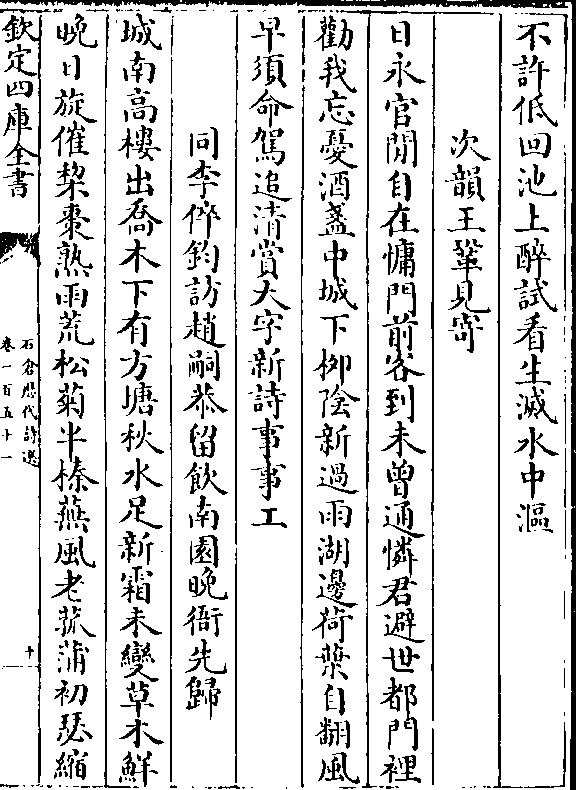 不許低回池上醉試看生滅水中漚
次韻王鞏見寄
日永官閒自在慵門前客到未曾通憐君避世都門裡
勸我忘憂酒盞中城下栁陰新過雨湖邊荷葉自翻風
早須命駕追清賞大字新詩事事工
同李倅鈞訪趙嗣恭留飲南園晚衙先歸
城南高樓出喬木下有方塘秋水足新霜未變草木鮮
晚日旋催棃棗熟雨荒松菊半榛蕪風老菰蒲初瑟縮
欽定四庫全書
石倉歴代詩選
卷一百五十一
十